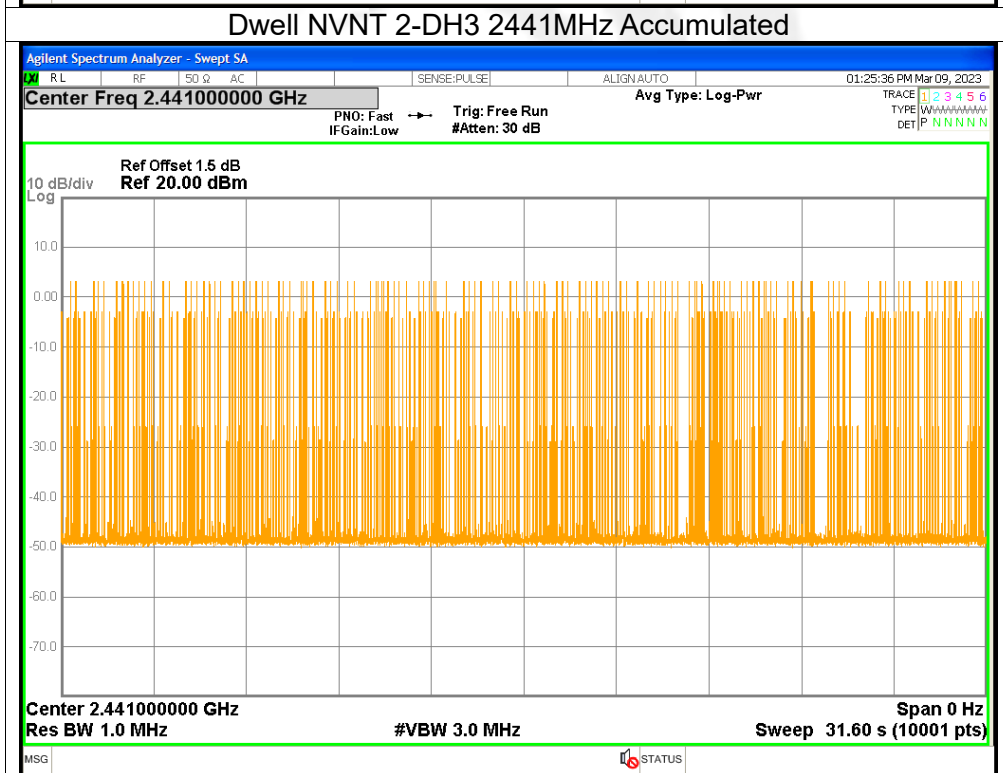 Dwell NVNT 2-DH3 2441MHz Accumulated
Agilent Spectrum Analyzer - Swept SA
LXI RL RF 50 Ω AC SENSE:PULSE ALIGNAUTO 01:25:36 PM Mar 09, 2023
Center Freq 2.441000000 GHz Avg Type: Log-Pwr TRACE 1 2 3 4 5 6
PNO: Fast Trig: Free Run TYPE WWWWWW
IFGain:Low #Atten: 30 dB DET P N N N N N
Ref Offset 1.5 dB
10 dB/div Ref 20.00 dBm
Log
10.0
0.00
-10.0
-20.0
-30.0
-40.0
-50.0
-60.0
-70.0
Center 2.441000000 GHz Span 0 Hz
Res BW 1.0 MHz #VBW 3.0 MHz Sweep 31.60 s (10001 pts)
MSG STATUS